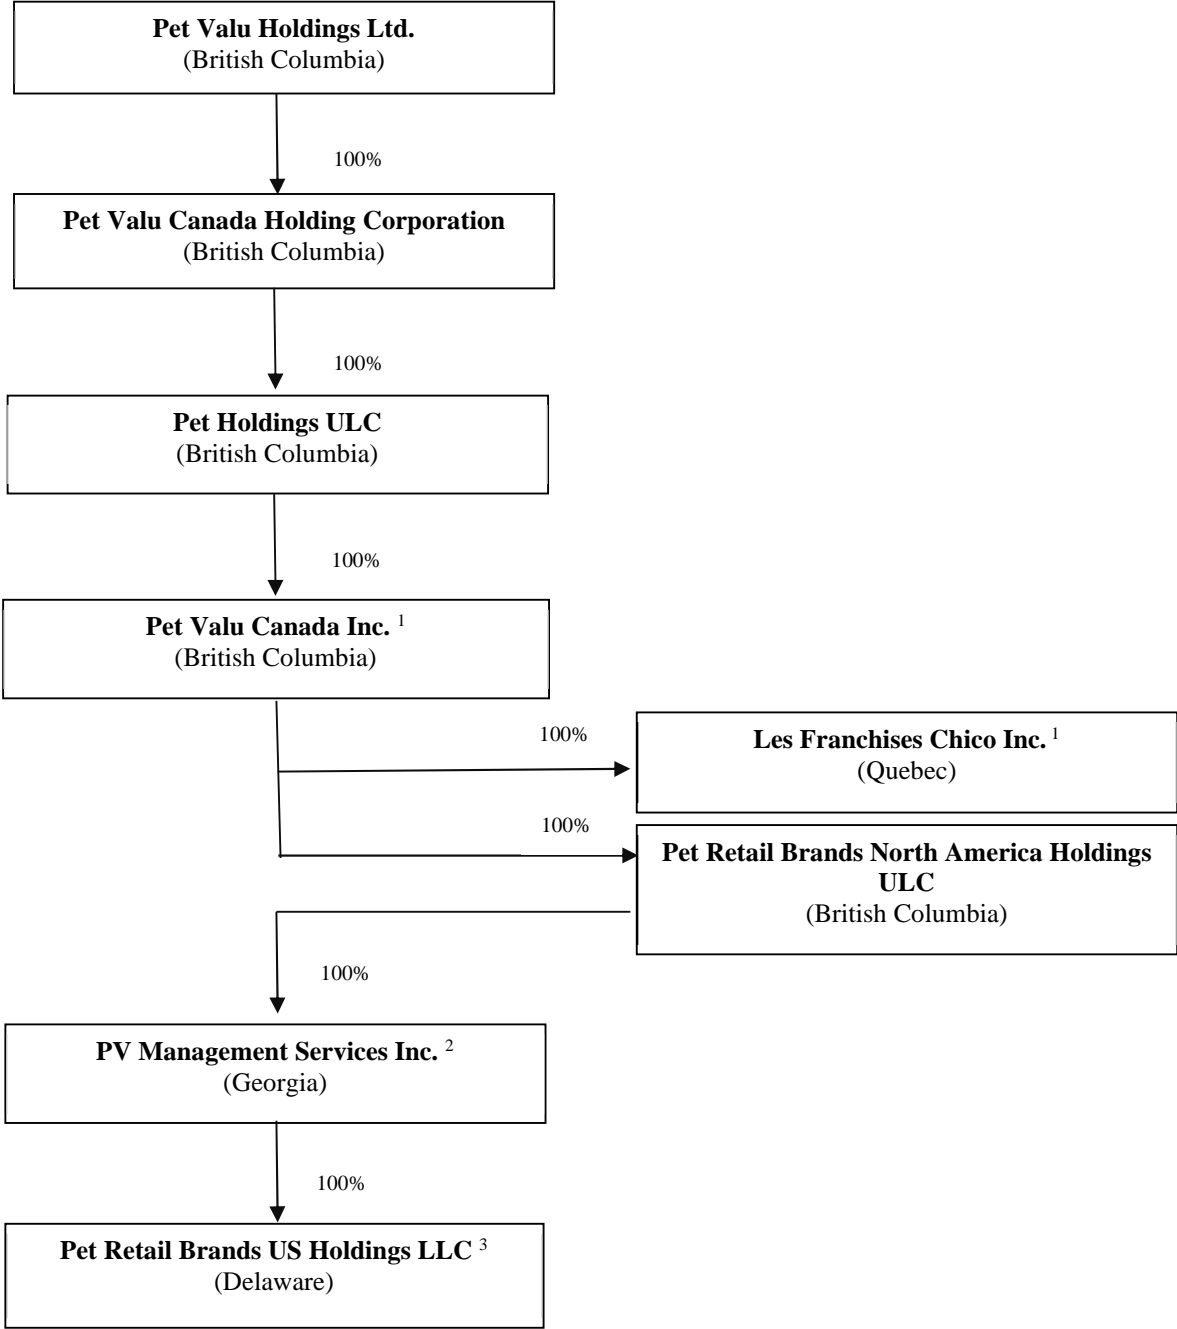 Pet Valu Holdings Ltd.
(British Columbia)
100%
Pet Valu Canada Holding Corporation
(British Columbia)
100%
Pet Holdings ULC
(British Columbia)
100%
Pet Valu Canada Inc. 1
(British Columbia)
100%
Les Franchises Chico Inc. 1
(Quebec)
100%
Pet Retail Brands North America Holdings
ULC
(British Columbia)
100%
PV Management Services Inc. 2
(Georgia)
100%
Pet Retail Brands US Holdings LLC 3
(Delaware)